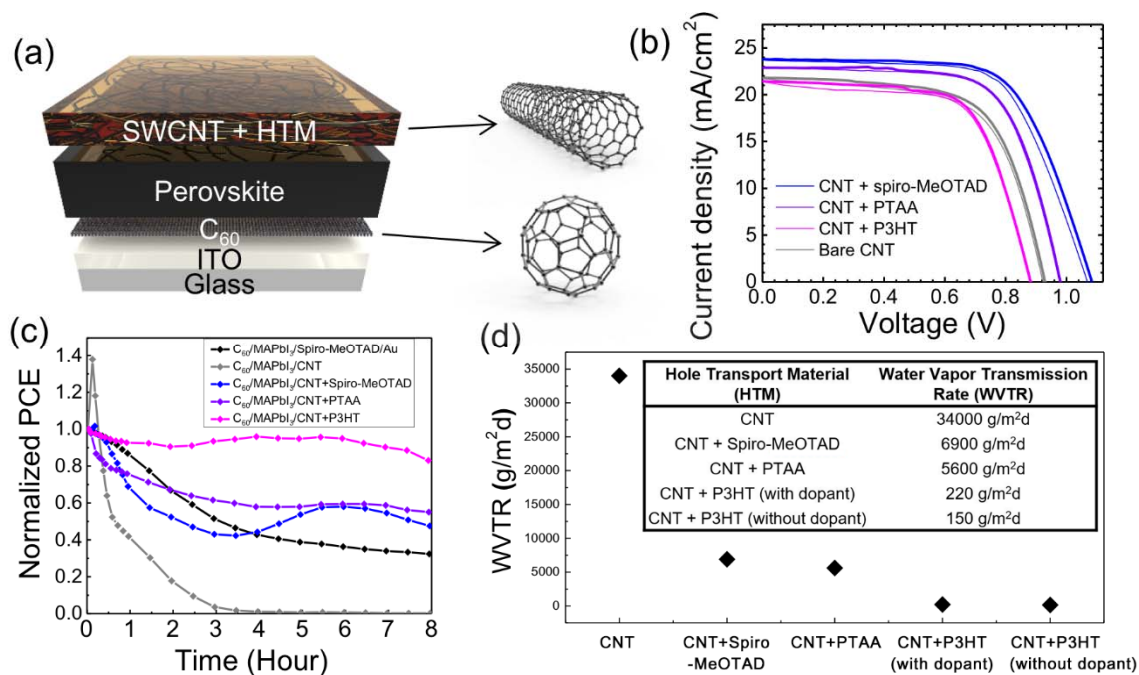 (a)
SWCNT + HTM
Perovskite
C₆₀
ITO
Glass
(b)
Current density (mA/cm²)
25
20
15
10
5
0
CNT + spiro-MeOTAD
CNT + PTAA
CNT + P3HT
Bare CNT
0.0 0.2 0.4 0.6 0.8 1.0
Voltage (V)
(c)
Normalized PCE
1.4
1.2
1.0
0.8
0.6
0.4
0.2
0.0
C₆₀/MAPbI₃/Spiro-MeOTAD/Au
C₆₀/MAPbI₃/CNT
C₆₀/MAPbI₃/CNT+Spiro-MeOTAD
C₆₀/MAPbI₃/CNT+PTAA
C₆₀/MAPbI₃/CNT+P3HT
0 1 2 3 4 5 6 7 8
Time (Hour)
(d)
WVTR (g/m²d)
35000
30000
25000
20000
15000
10000
5000
0
Hole Transport Material Water Vapor Transmission
(HTM) Rate (WVTR)
CNT 34000 g/m²d
CNT + Spiro-MeOTAD 6900 g/m²d
CNT + PTAA 5600 g/m²d
CNT + P3HT (with dopant) 220 g/m²d
CNT + P3HT (without dopant) 150 g/m²d
CNT CNT+Spiro CNT+PTAA CNT+P3HT CNT+P3HT
-MeOTAD (with dopant) (without dopant)